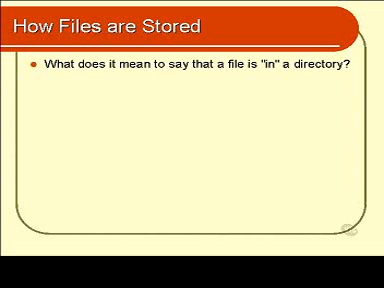 How Files are Stored
What does it mean to say that a file is "in" a directory?